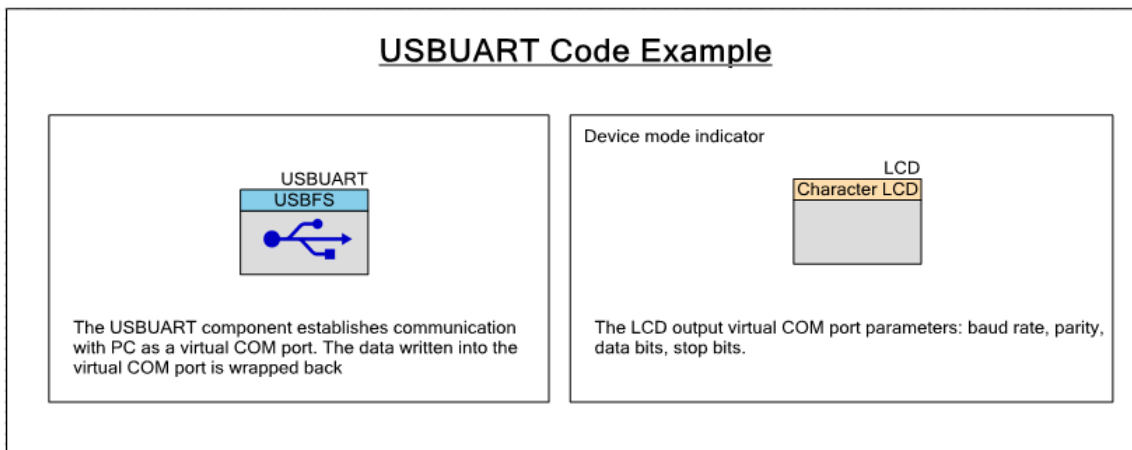 USBUART Code Example
USBUART
USBFS
The USBUART component establishes communication
with PC as a virtual COM port. The data written into the
virtual COM port is wrapped back
Device mode indicator
LCD
Character LCD
The LCD output virtual COM port parameters: baud rate, parity,
data bits, stop bits.